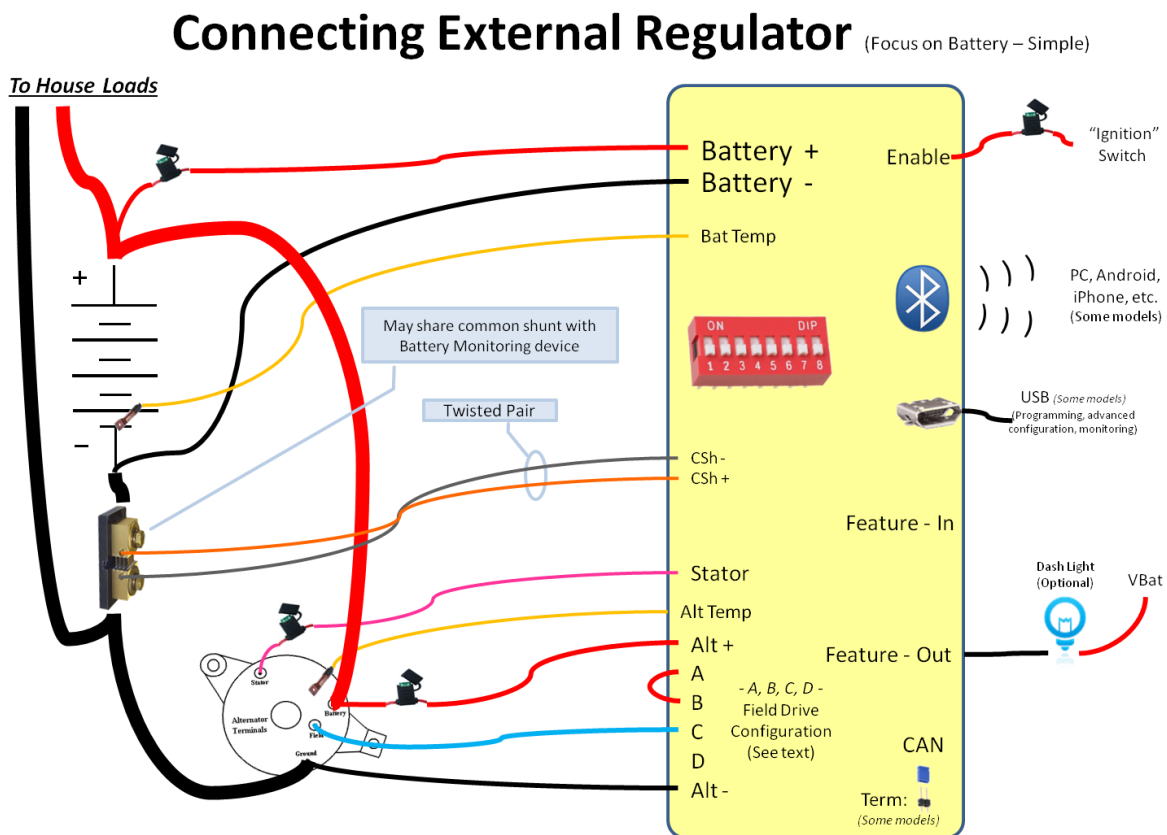 Connecting External Regulator (Focus on Battery – Simple)
To House Loads
Battery +
Battery -
Bat Temp
Enable
“Ignition”
Switch
PC, Android,
iPhone, etc.
(Some models)
+
-
May share common shunt with
Battery Monitoring device
ON DIP
1 2 3 4 5 6 7 8
USB (Some models)
(Programming, advanced
configuration, monitoring)
Twisted Pair
CSh -
CSh +
Feature - In
Stator
Alt Temp
Alt +
A
B
C
D
Alt -
- A, B, C, D -
Field Drive
Configuration
(See text)
Dash Light
(Optional)
VBat
Feature - Out
CAN
Term:
(Some models)
Stator
Alternator
Terminals
Battery
Field
Ground